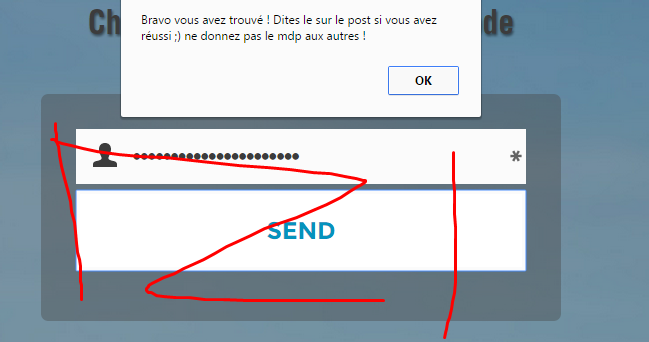 Ch
de
Bravo vous avez trouvé ! Dites le sur le post si vous avez
réussi ;) ne donnez pas le mdp aux autres !
OK
•••••••••••••••••••••• *
SEND